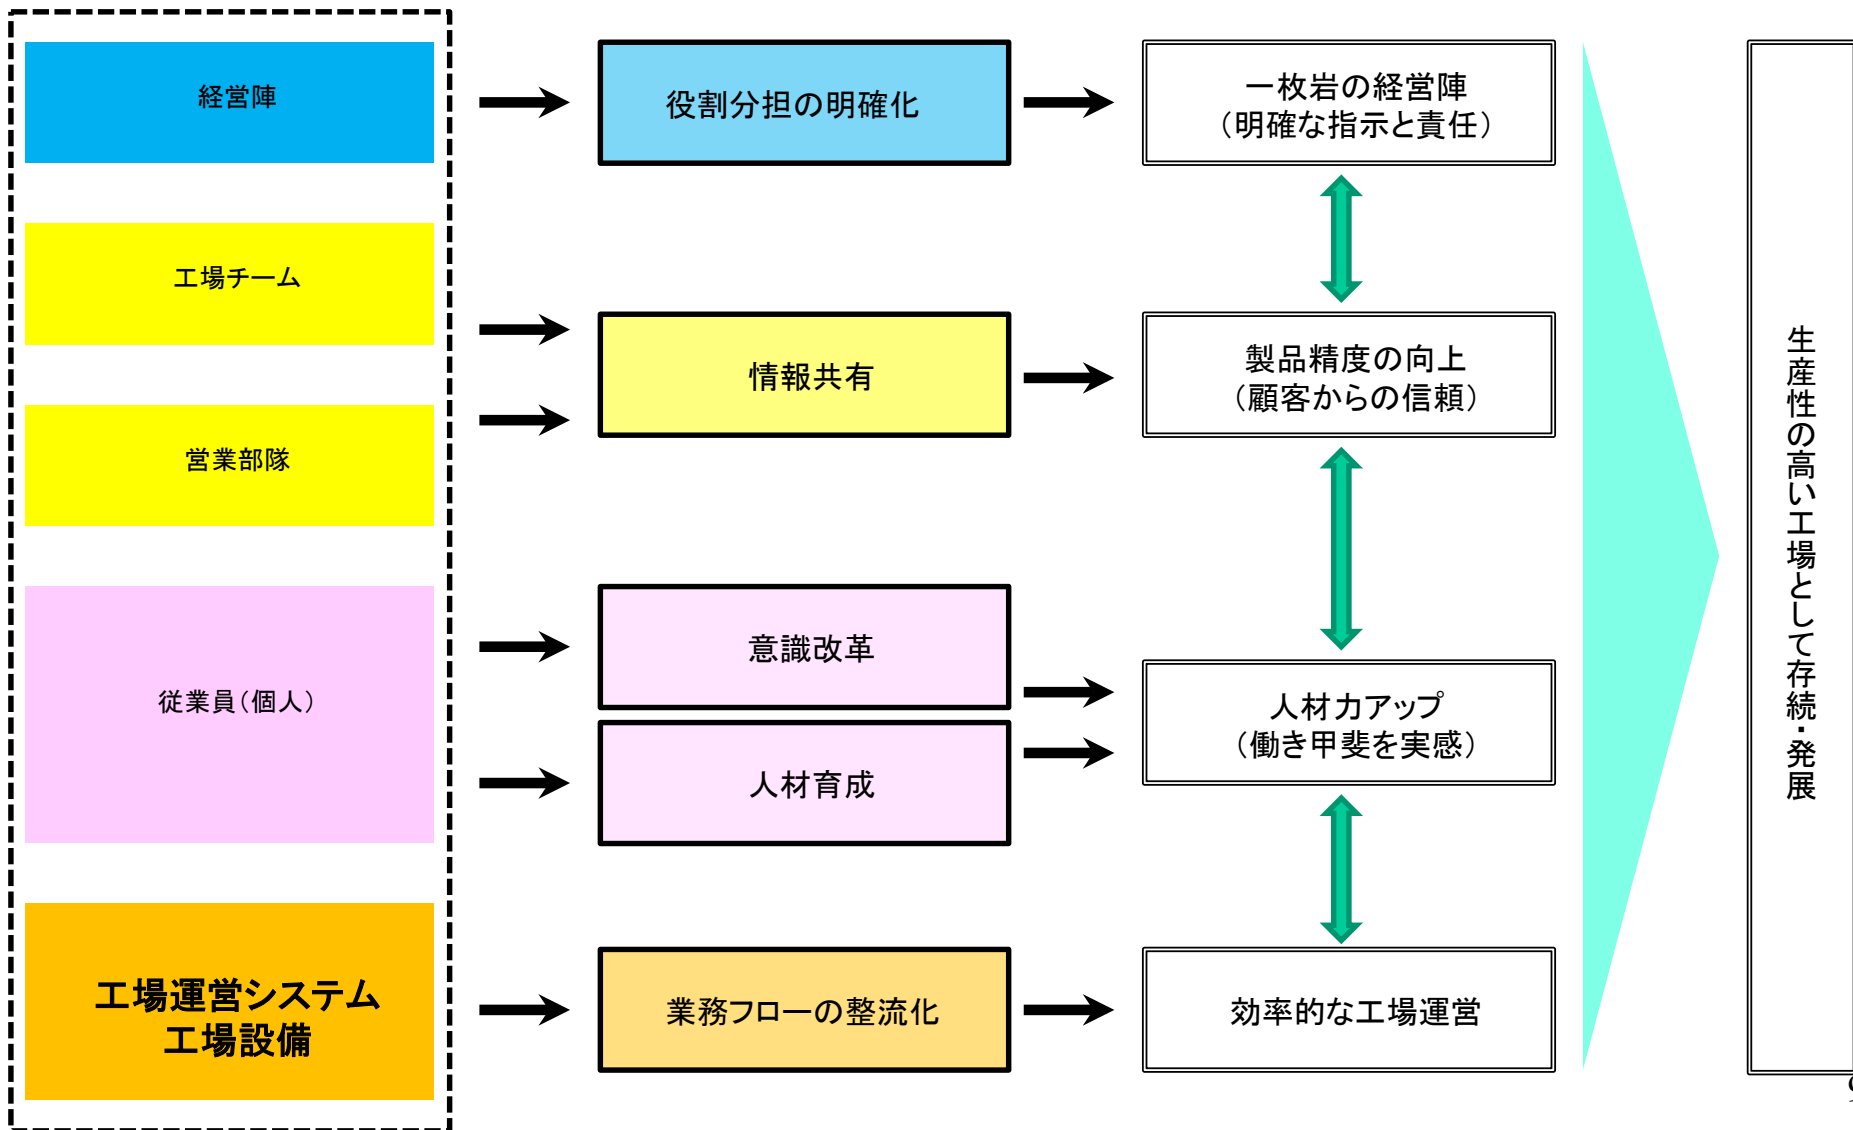 経営陣
役割分担の明確化
一枚岩の経営陣
（明確な指示と責任）
工場チーム
営業部隊
情報共有
製品精度の向上
（顧客からの信頼）
従業員（個人）
意識改革
人材育成
人材力アップ
（働き甲斐を実感）
工場運営システム
工場設備
業務フローの整流化
効率的な工場運営
生産性の高い工場として存続・発展